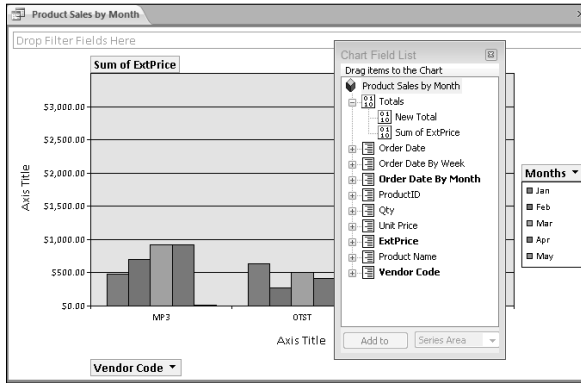 Product Sales by Month
Drop Filter Fields Here
Sum of ExtPrice
$3,000.00
$2,500.00
$2,000.00
$1,500.00
$1,000.00
$500.00
$0.00
Axis Title
MP3
OTST
Axis Title
Vendor Code
Chart Field List
Drag items to the Chart
Product Sales by Month
Totals
New Total
Sum of ExtPrice
Order Date
Order Date By Week
Order Date By Month
ProductID
Qty
Unit Price
ExtPrice
Product Name
Vendor Code
Add to
Series Area
Months
Jan
Feb
Mar
Apr
May